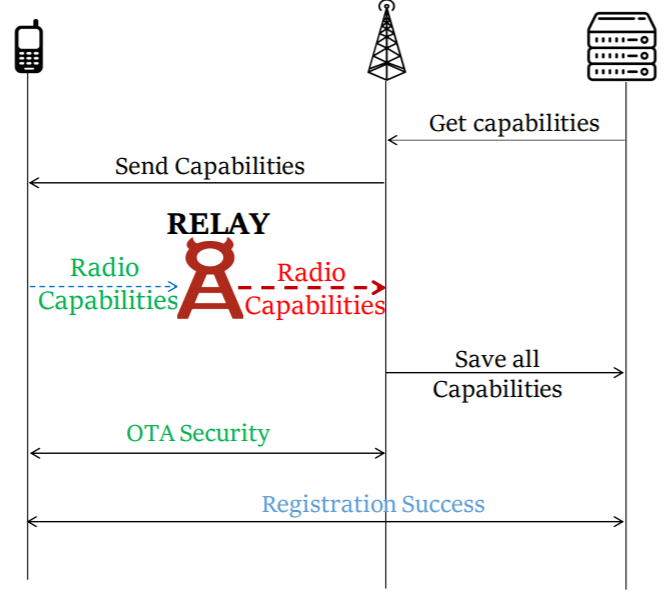 Get capabilities
Send Capabilities
RELAY
Radio
Capabilities
Radio
Capabilities
Save all
Capabilities
OTA Security
Registration Success